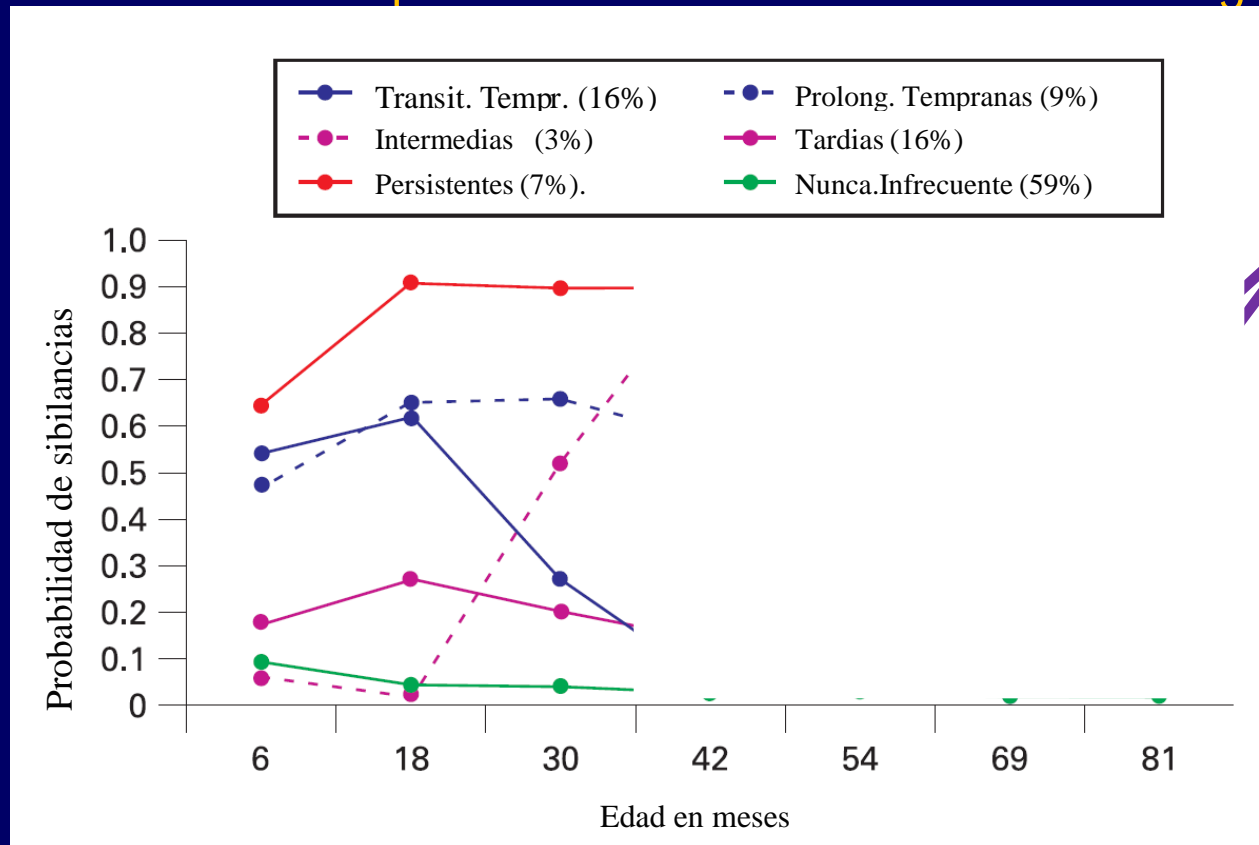 Transit. Tempr. (16%) Prolong. Tempranas (9%)
Intermedias (3%) Tardias (16%)
Persistentes (7%). Nunca.Infrecuente (59%)
Probabilidad de sibilancias
1.0
0.9
0.8
0.7
0.6
0.5
0.4
0.3
0.2
0.1
0
6 18 30 42 54 69 81
Edad en meses